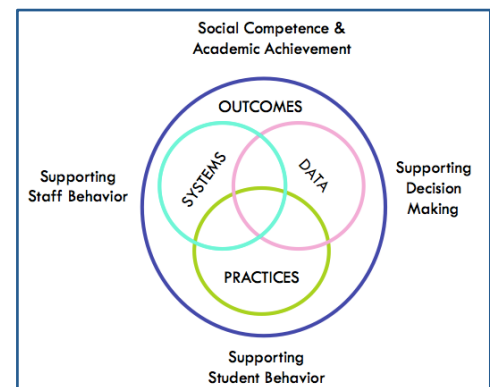 Social Competence &
Academic Achievement
OUTCOMES
SYSTEMS
DATA
Supporting
Staff Behavior
Supporting
Decision
Making
PRACTICES
Supporting
Student Behavior